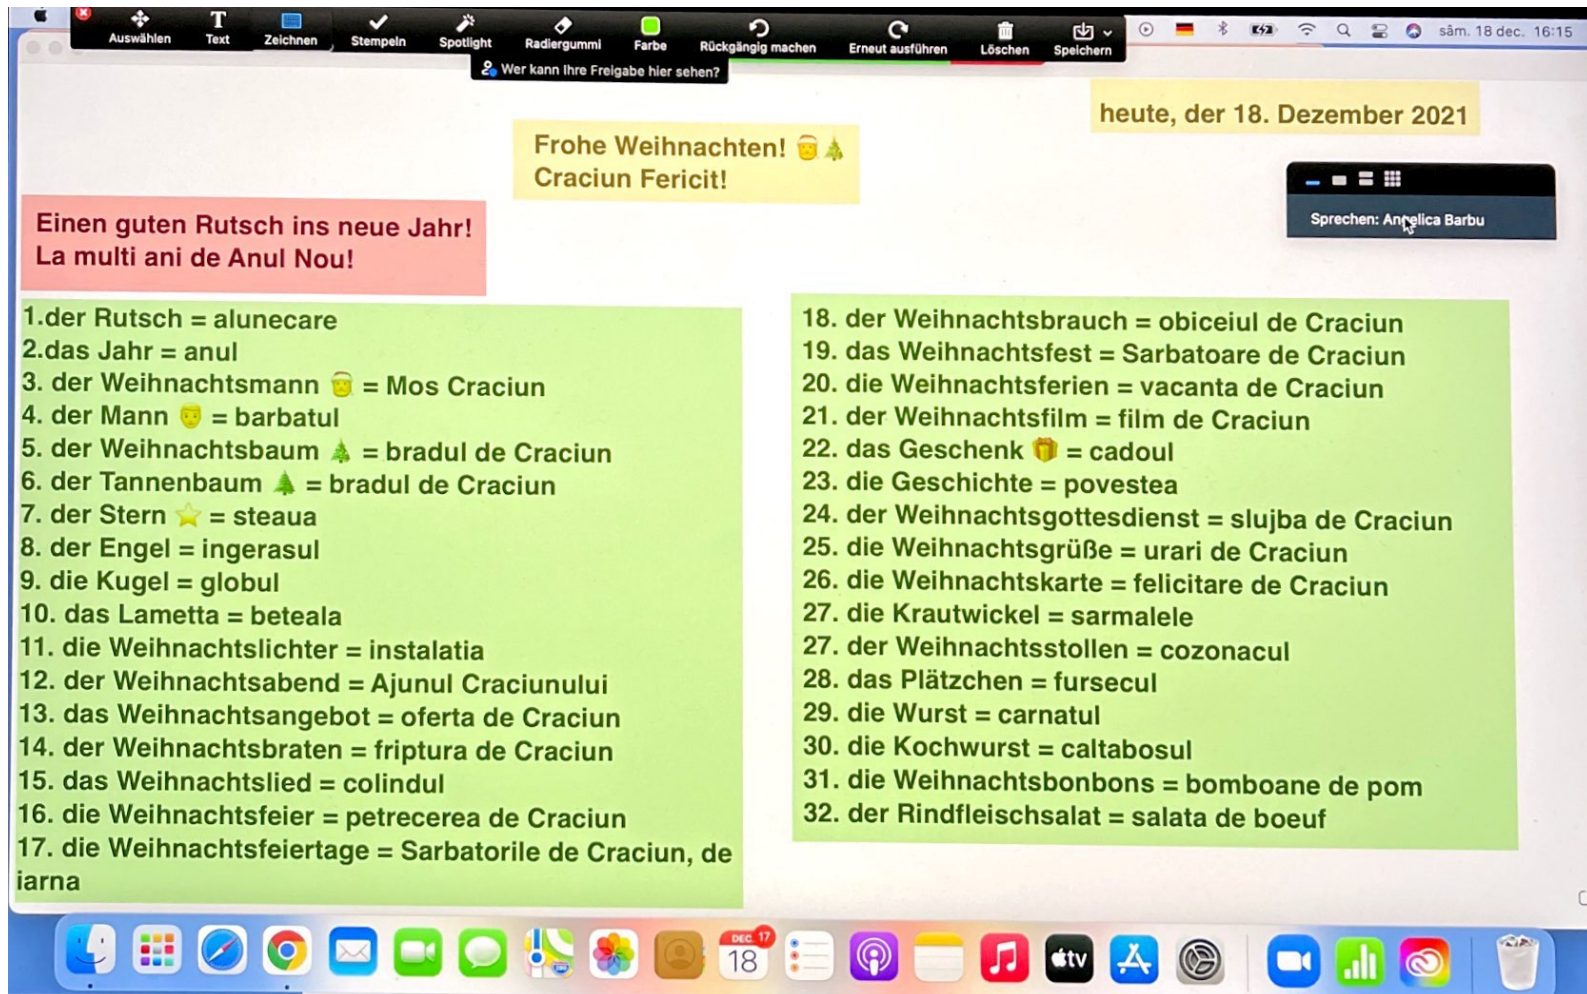 Auswählen
Text
Zeichnen
Stempeln
Spotlight
Radiergummi
Farbe
Rückgängig machen
Erneut ausführen
Löschen
Speichern
sâm. 18 dec. 16:15
Wer kann Ihre Freigabe hier sehen?
heute, der 18. Dezember 2021
Frohe Weihnachten! 🎅🎄
Craciun Fericit!
Sprechen: Angelica Barbu
Einen guten Rutsch ins neue Jahr!
La multi ani de Anul Nou!
1.der Rutsch = alunecare
2.das Jahr = anul
3. der Weihnachtsmann 🎅 = Mos Craciun
4. der Mann 👨 = barbatul
5. der Weihnachtsbaum 🎄 = bradul de Craciun
6. der Tannenbaum 🌲 = bradul de Craciun
7. der Stern ⭐ = steaua
8. der Engel = ingerasul
9. die Kugel = globul
10. das Lametta = beteala
11. die Weihnachtslichter = instalatia
12. der Weihnachtsabend = Ajunul Craciunului
13. das Weihnachtsangebot = oferta de Craciun
14. der Weihnachtsbraten = friptura de Craciun
15. das Weihnachtslied = colindul
16. die Weihnachtsfeier = petrecerea de Craciun
17. die Weihnachtsfeiertage = Sarbatorile de Craciun, de
iarna
18. der Weihnachtsbrauch = obiceiul de Craciun
19. das Weihnachtsfest = Sarbatoare de Craciun
20. die Weihnachtsferien = vacanta de Craciun
21. der Weihnachtsfilm = film de Craciun
22. das Geschenk 🎁 = cadoul
23. die Geschichte = povestea
24. der Weihnachtsgottesdienst = slujba de Craciun
25. die Weihnachtsgrüße = urari de Craciun
26. die Weihnachtskarte = felicitare de Craciun
27. die Krautwickel = sarmalele
27. der Weihnachtsstollen = cozonacul
28. das Plätzchen = fursecul
29. die Wurst = carnatul
30. die Kochwurst = caltabosul
31. die Weihnachtsbonbons = bomboane de pom
32. der Rindfleischsalat = salata de boeuf
DEC. 17
18
tv